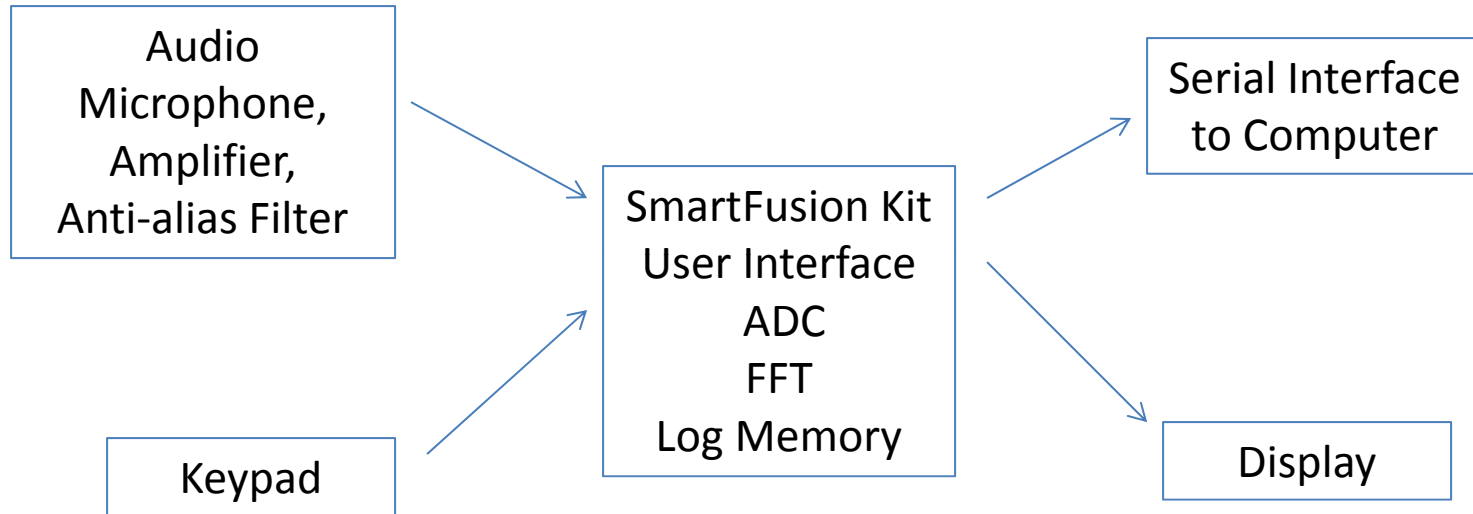 Audio
Microphone,
Amplifier,
Anti-alias Filter
Keypad
SmartFusion Kit
User Interface
ADC
FFT
Log Memory
Serial Interface
to Computer
Display